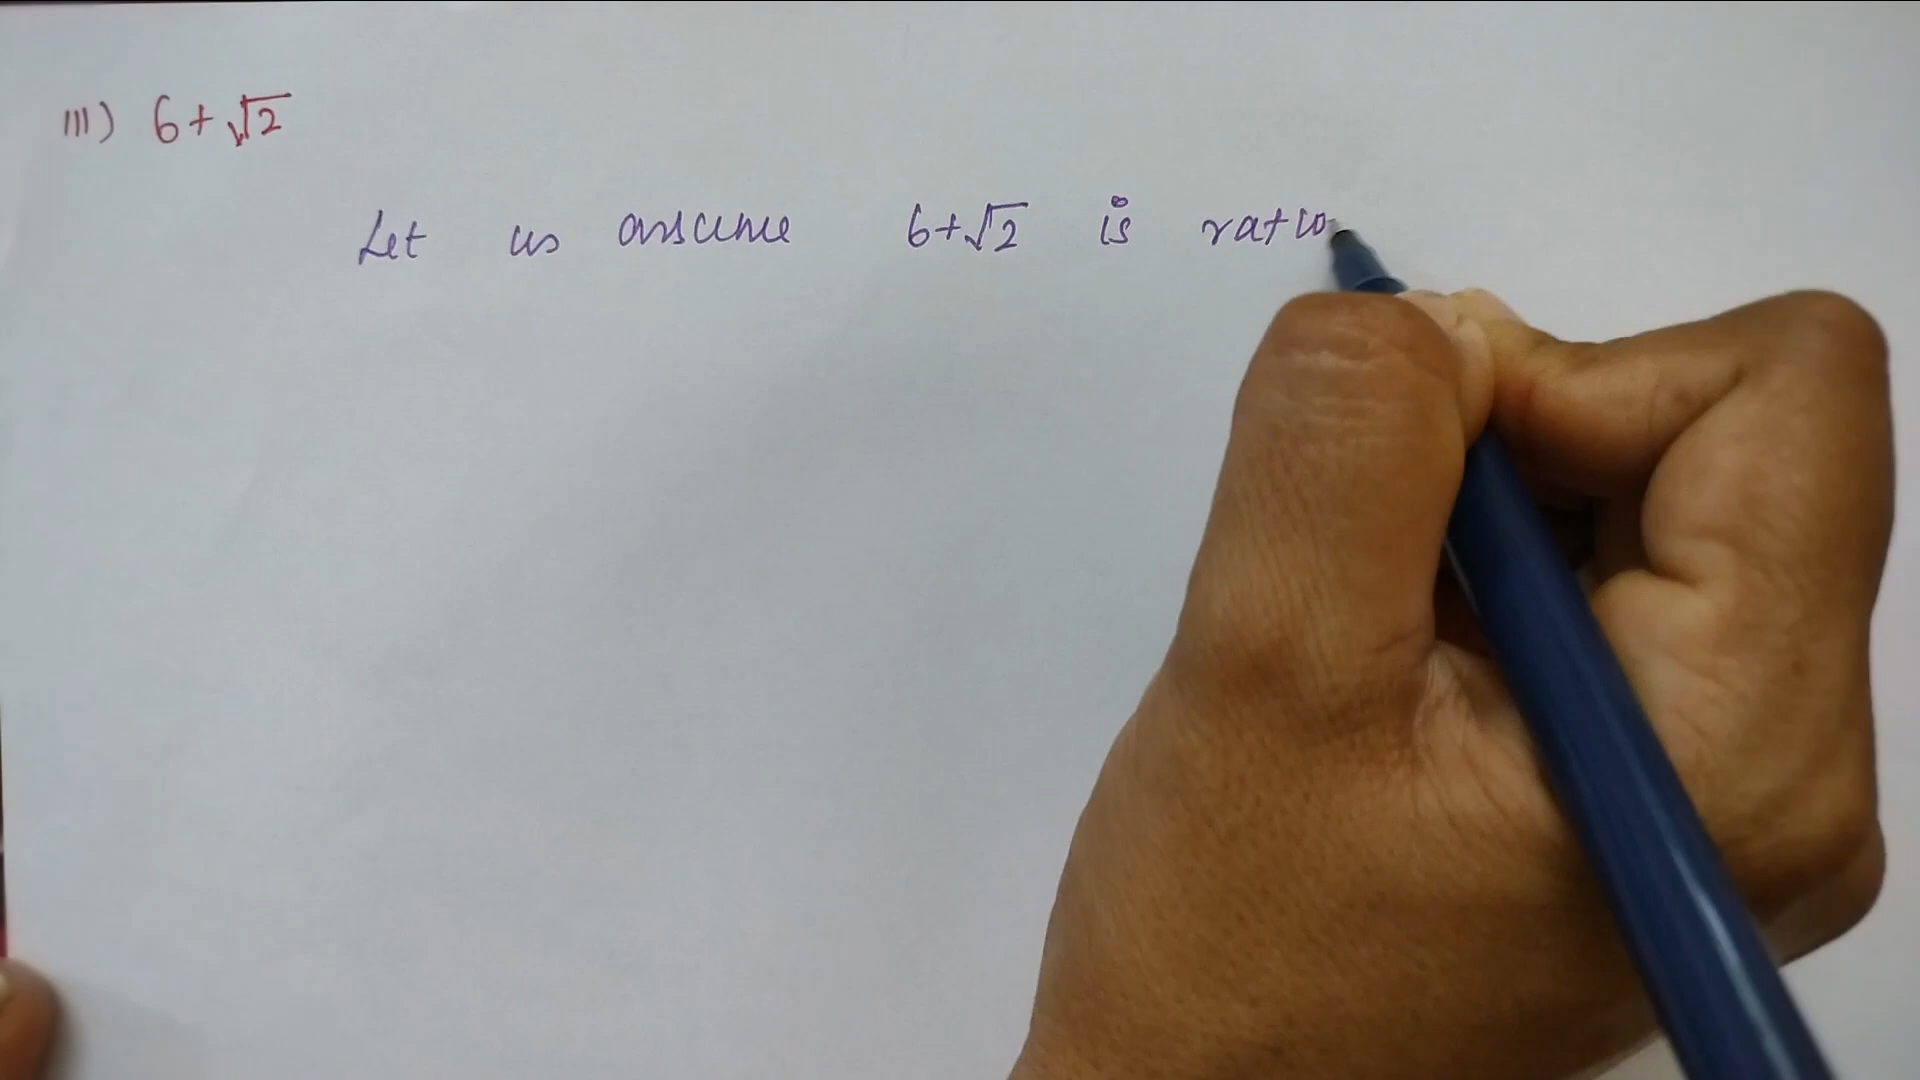 III) 6+√2
Let us assume 6+√2 is ratio